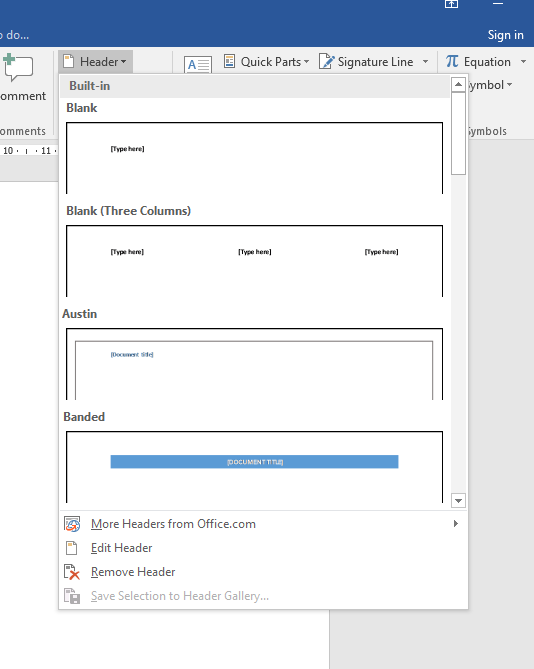 o do...
Sign in
Header
Quick Parts
Signature Line
π Equation
omment
ymbol
omments
ymbols
10 · ı · 11 ·
Built-in
Blank
[Type here]
Blank (Three Columns)
[Type here] [Type here] [Type here]
Austin
[Document title]
Banded
[DOCUMENT TITLE]
More Headers from Office.com
Edit Header
Remove Header
Save Selection to Header Gallery...